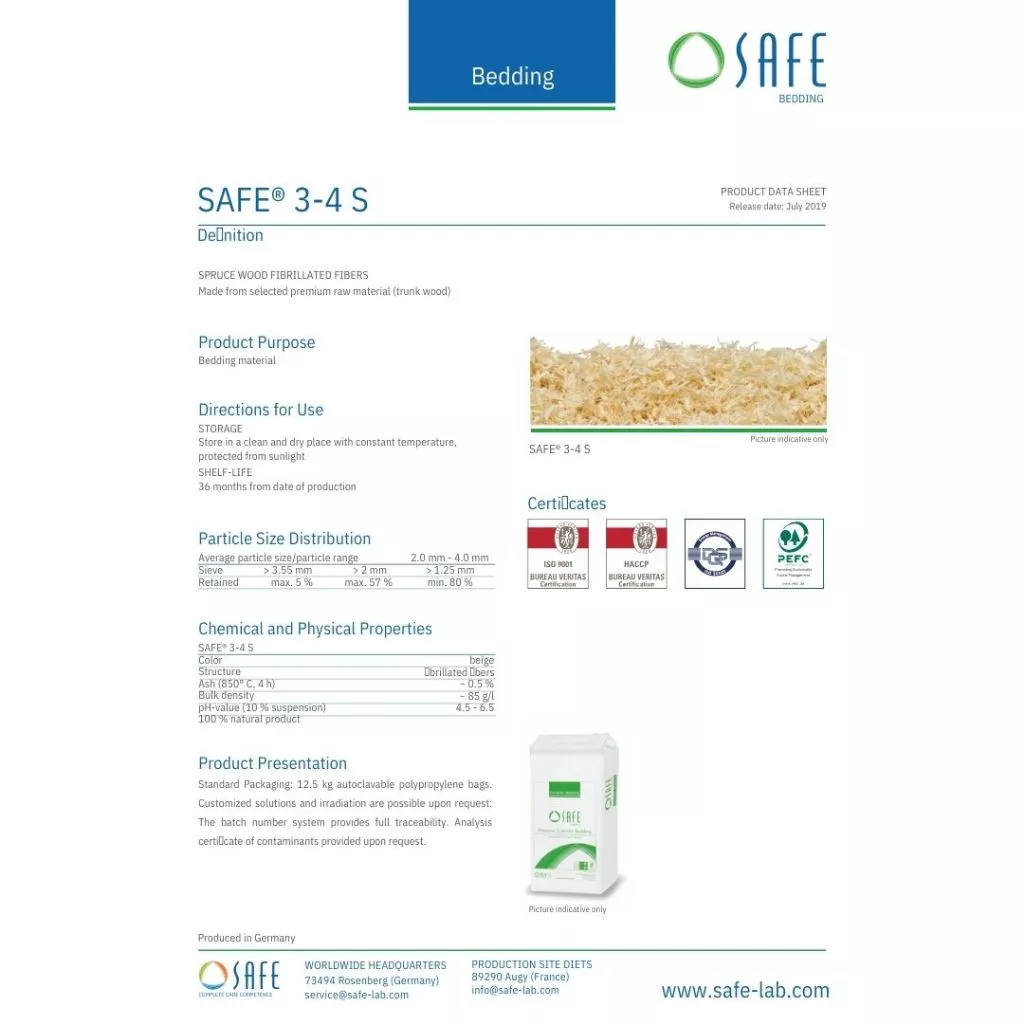 Bedding
SAFE
BEDDING
SAFE® 3-4 S
PRODUCT DATA SHEET
Release date: July 2019
De▯nition
SPRUCE WOOD FIBRILLATED FIBERS
Made from selected premium raw material (trunk wood)
Product Purpose
Bedding material
Directions for Use
STORAGE
Store in a clean and dry place with constant temperature,
protected from sunlight
SHELF-LIFE
36 months from date of production
Picture indicative only
SAFE® 3-4 S
Certi▯cates
ISO 9001
BUREAU VERITAS
Certification
HACCP
BUREAU VERITAS
Certification
DQS
PEFC
Particle Size Distribution
Average particle size/particle range 2.0 mm - 4.0 mm
Sieve > 3.55 mm > 2 mm > 1.25 mm
Retained max. 5 % max. 57 % min. 80 %
Chemical and Physical Properties
SAFE® 3-4 S
Color beige
Structure ▯brillated ▯bers
Ash (850° C, 4 h) ~ 0.5 %
Bulk density ~ 85 g/l
pH-value (10 % suspension) 4.5 - 6.5
100 % natural product
Product Presentation
Standard Packaging: 12.5 kg autoclavable polypropylene bags.
Customized solutions and irradiation are possible upon request.
The batch number system provides full traceability. Analysis
certi▯cate of contaminants provided upon request.
SAFE
SAFE
Picture indicative only
Produced in Germany
SAFE
COMPLETE CARE COMPETENCE
WORLDWIDE HEADQUARTERS
73494 Rosenberg (Germany)
service@safe-lab.com
PRODUCTION SITE DIETS
89290 Augy (France)
info@safe-lab.com
www.safe-lab.com